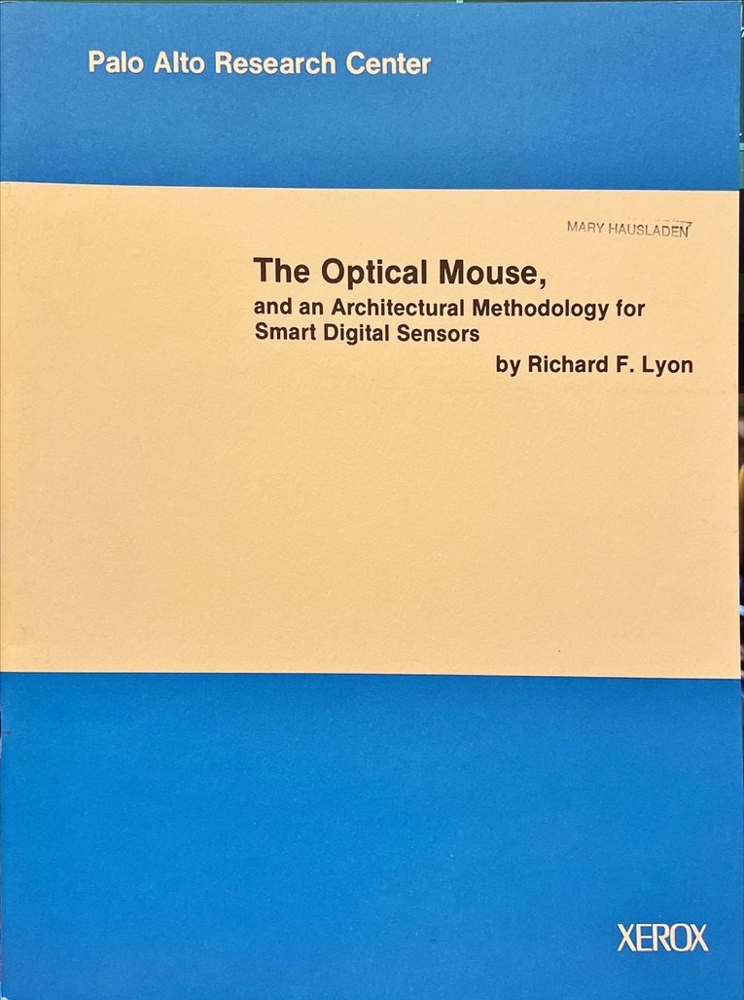 Palo Alto Research Center
MARY HAUSLADEN
The Optical Mouse,
and an Architectural Methodology for
Smart Digital Sensors
by Richard F. Lyon
XEROX